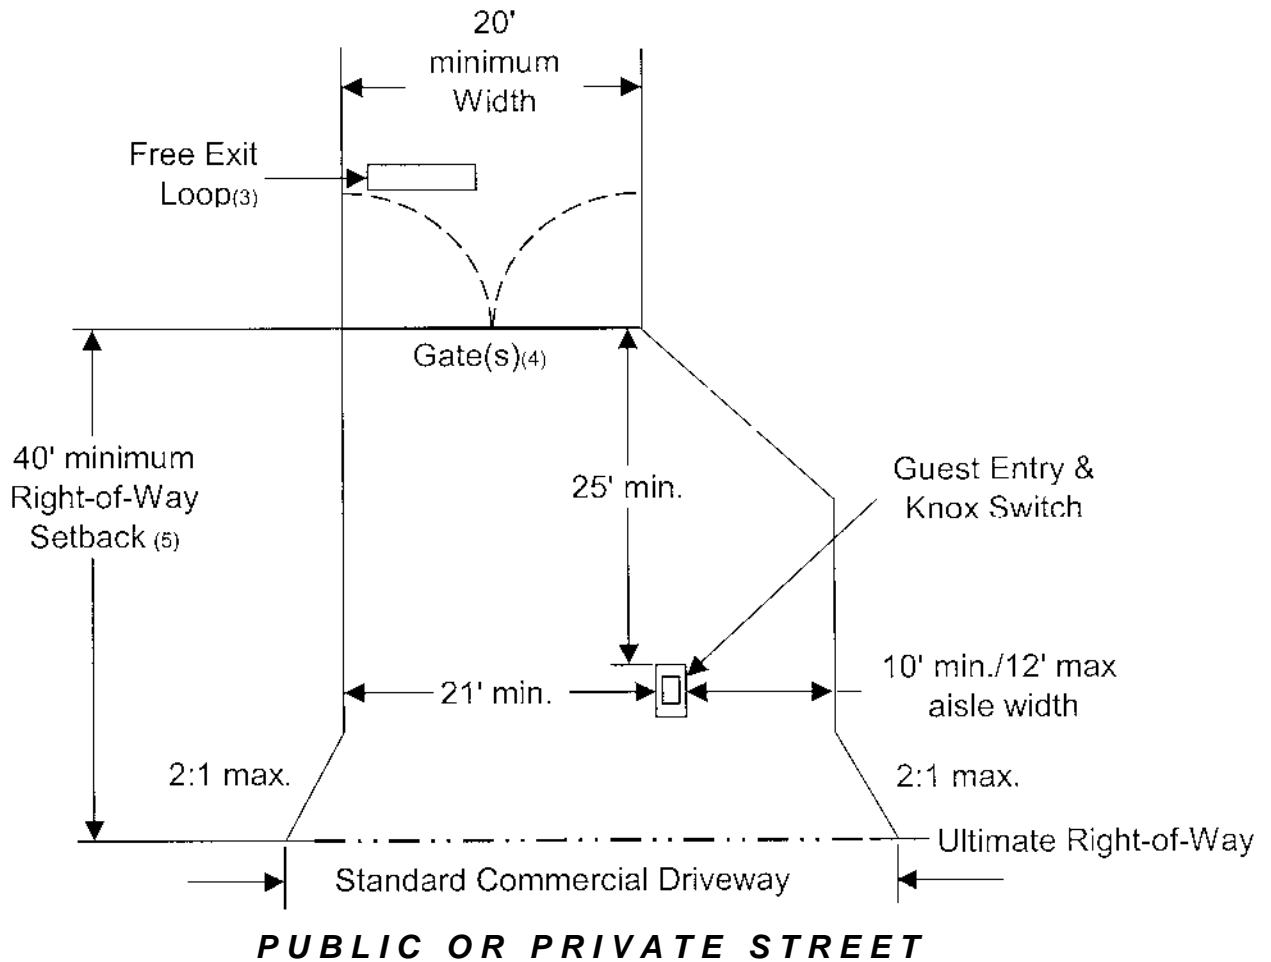 20'
minimum
Width
Free Exit
Loop(3)
Gate(s)(4)
40' minimum
Right-of-Way
Setback (5)
25' min.
Guest Entry &
Knox Switch
21' min.
10' min./12' max
aisle width
2:1 max.
2:1 max.
Ultimate Right-of-Way
Standard Commercial Driveway
PUBLIC OR PRIVATE STREET